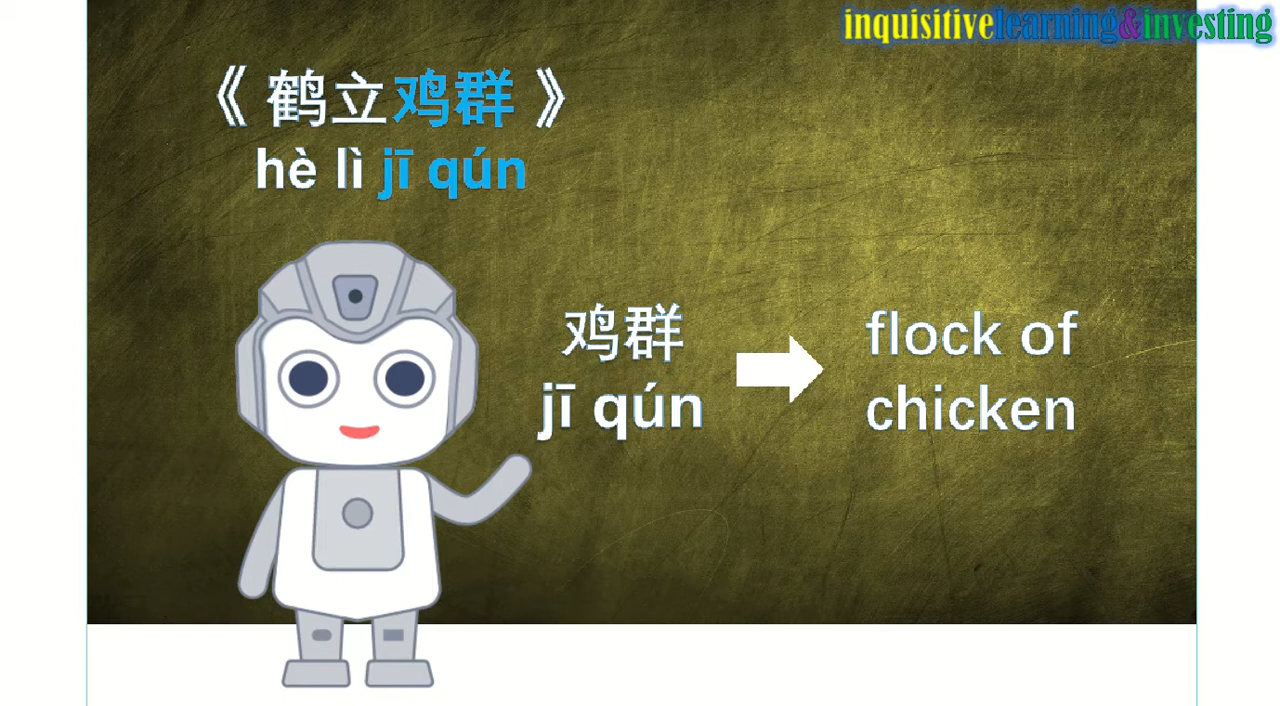 inquisitivelearning&investing
《鹤立鸡群》
hè lì jī qún
鸡群
jī qún
flock of
chicken